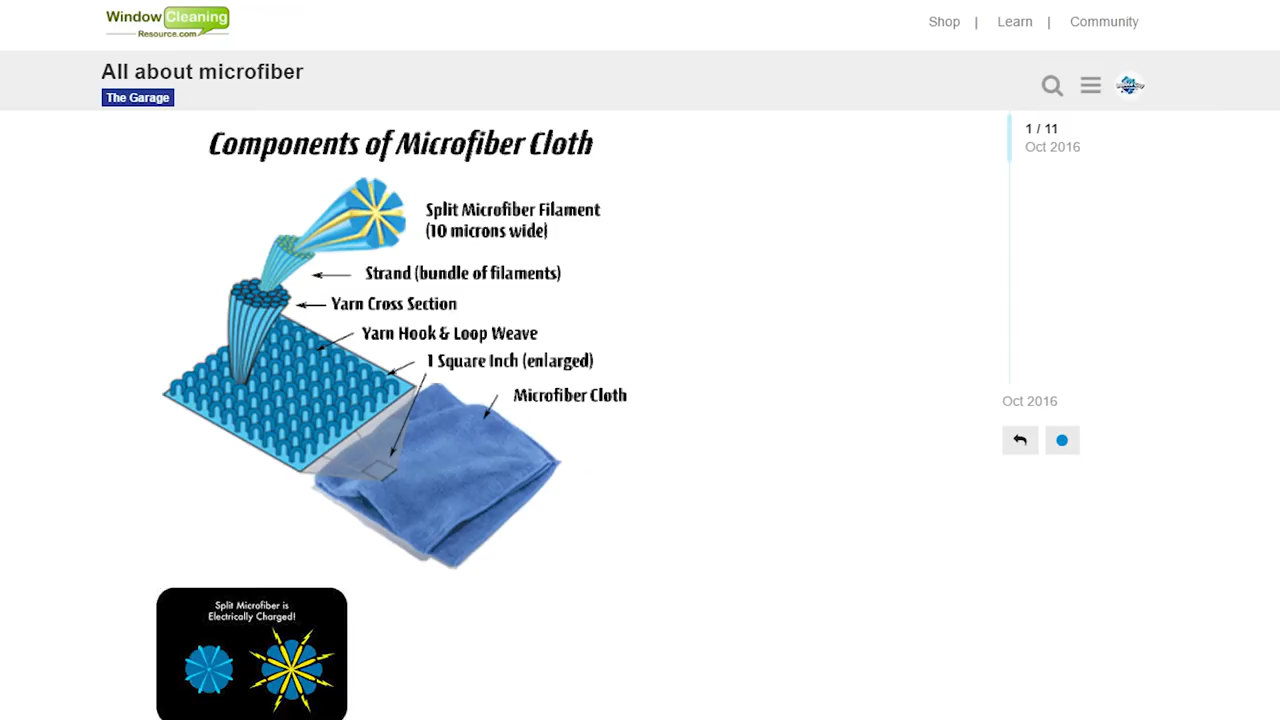 Window Cleaning
Resource.com
Shop | Learn | Community
All about microfiber
The Garage
1 / 11
Oct 2016
Components of Microfiber Cloth
Split Microfiber Filament
(10 microns wide)
Strand (bundle of filaments)
Yarn Cross Section
Yarn Hook & Loop Weave
1 Square Inch (enlarged)
Microfiber Cloth
Oct 2016
Split Microfiber is
Electrically Charged!